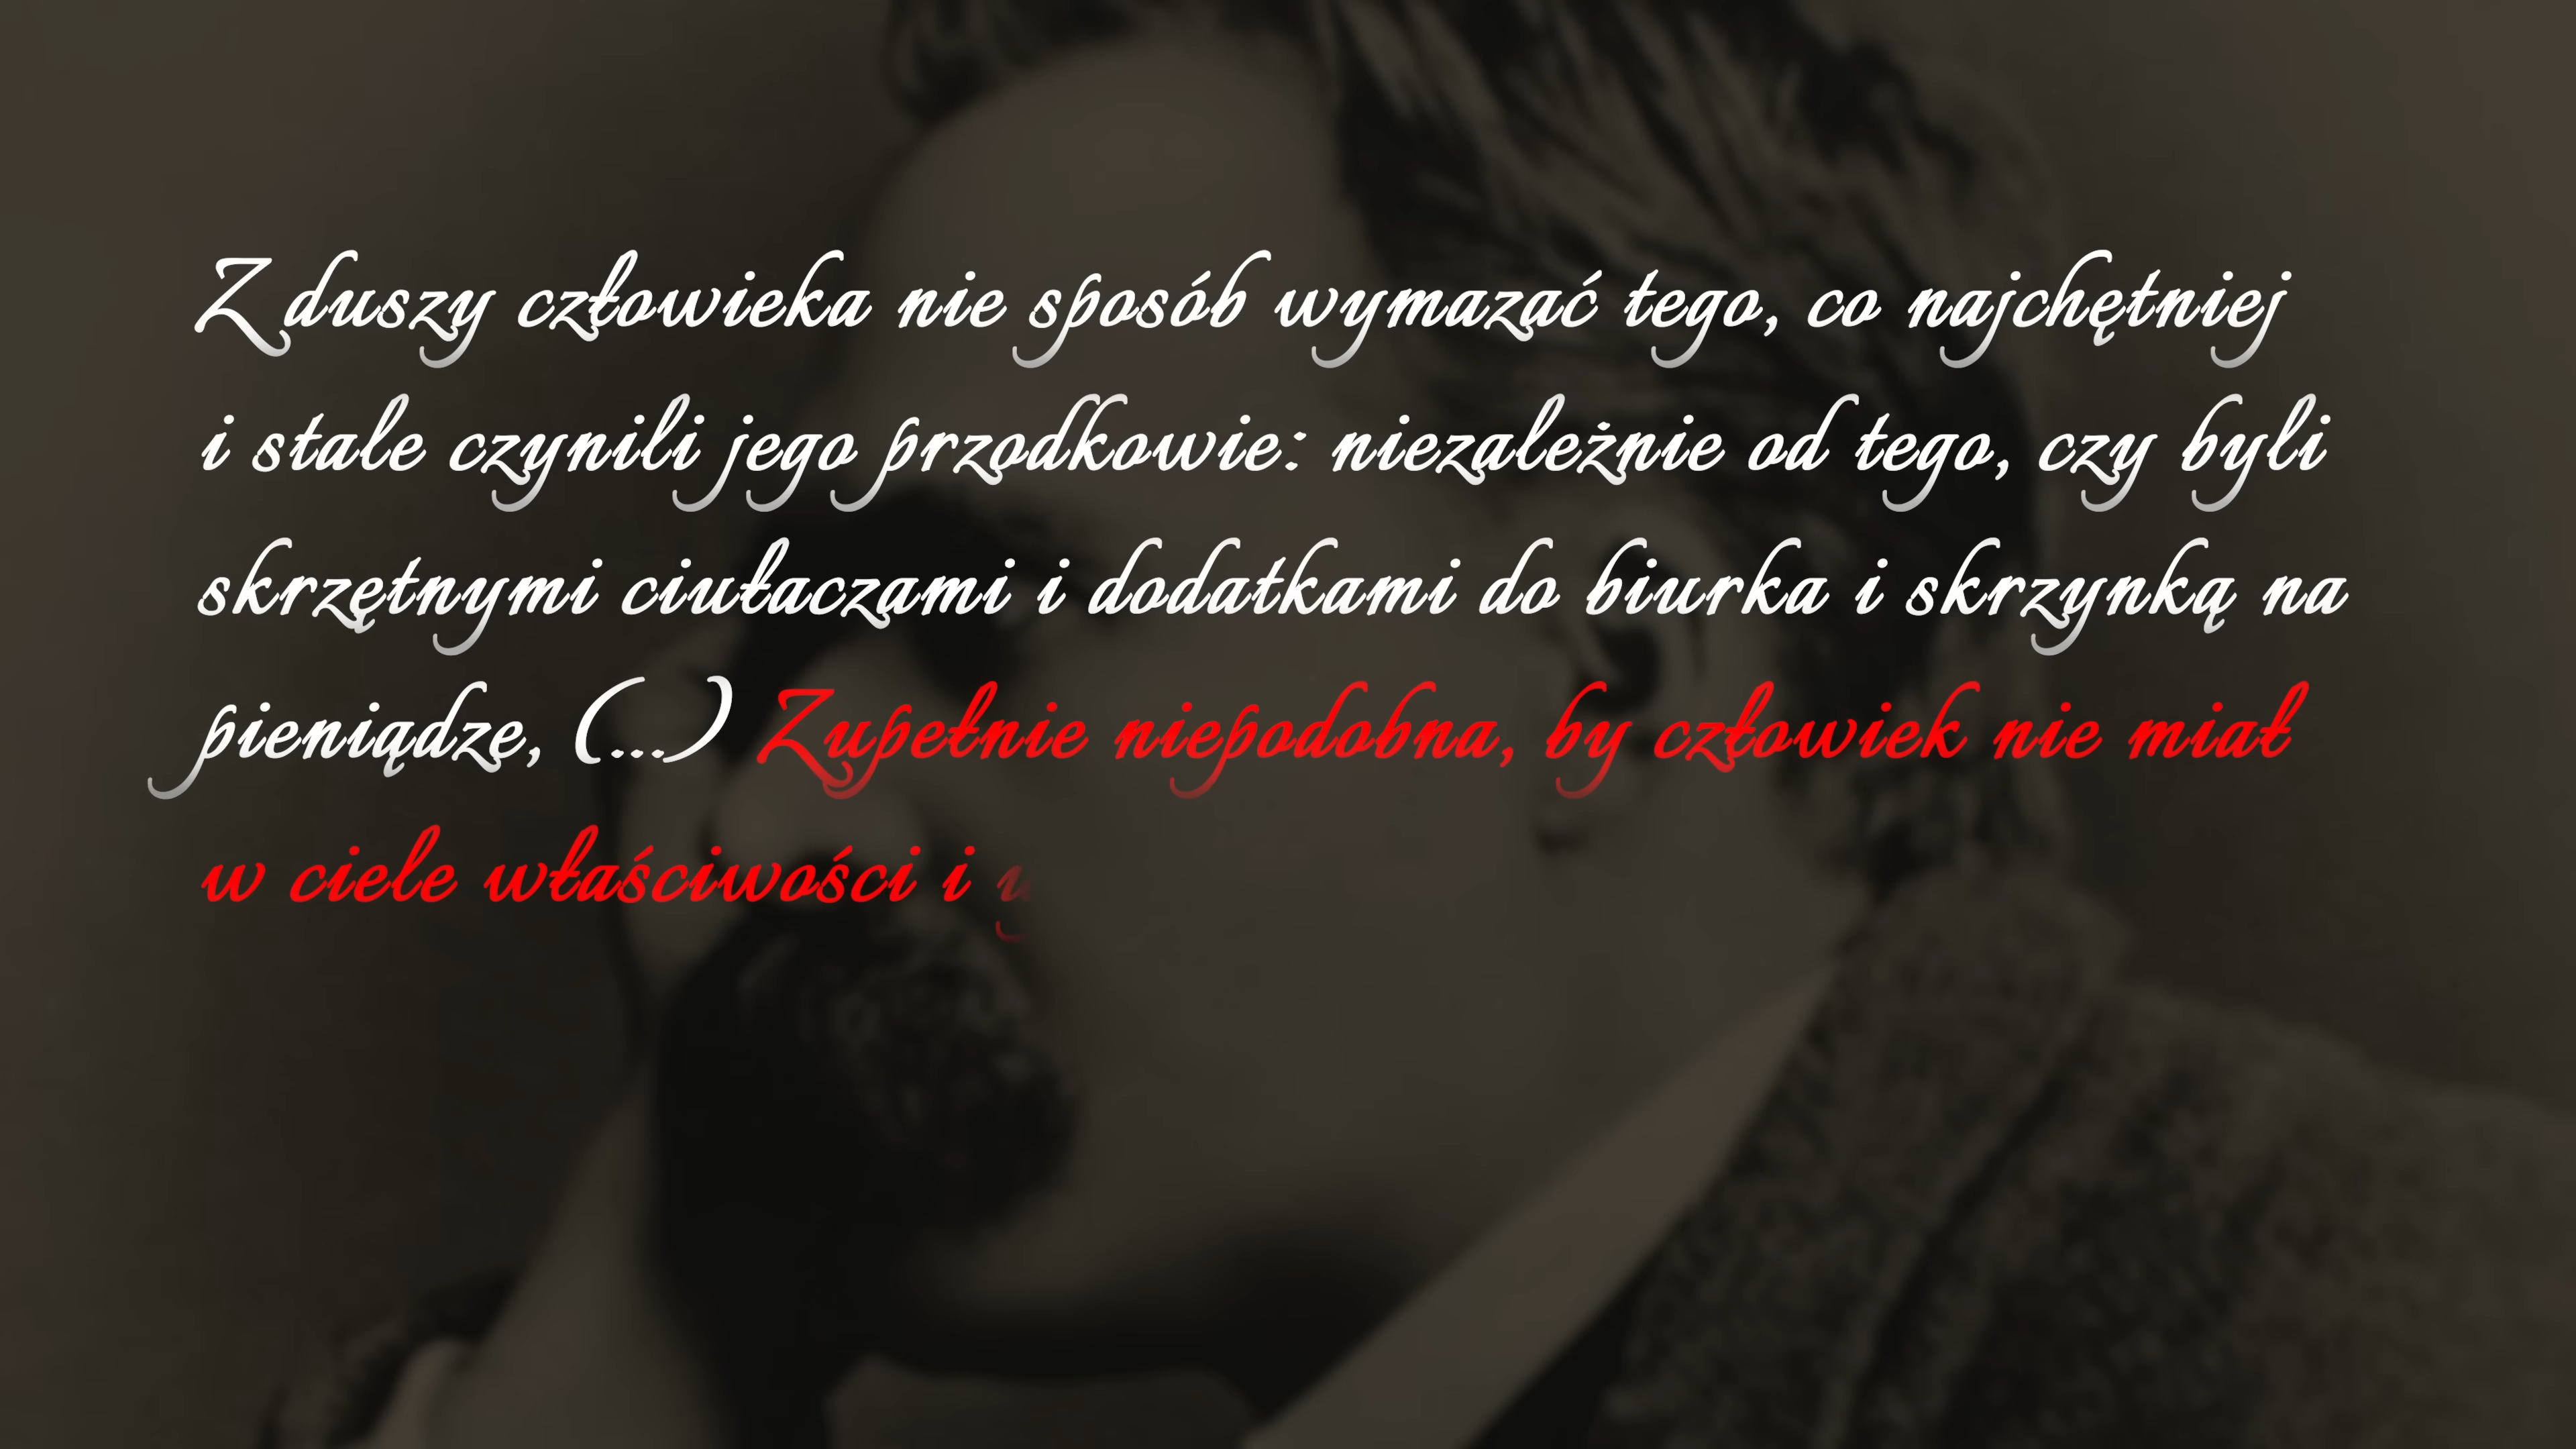 Z duszy człowieka nie sposób wymazać tego, co najchętniej
i stale czynili jego przodkowie: niezależnie od tego, czy byli
skrzętnymi ciułaczami i dodatkami do biurka i skrzynką na
pieniądze, (...) Zupełnie niepodobna, by człowiek nie miał
w ciele właściwości i